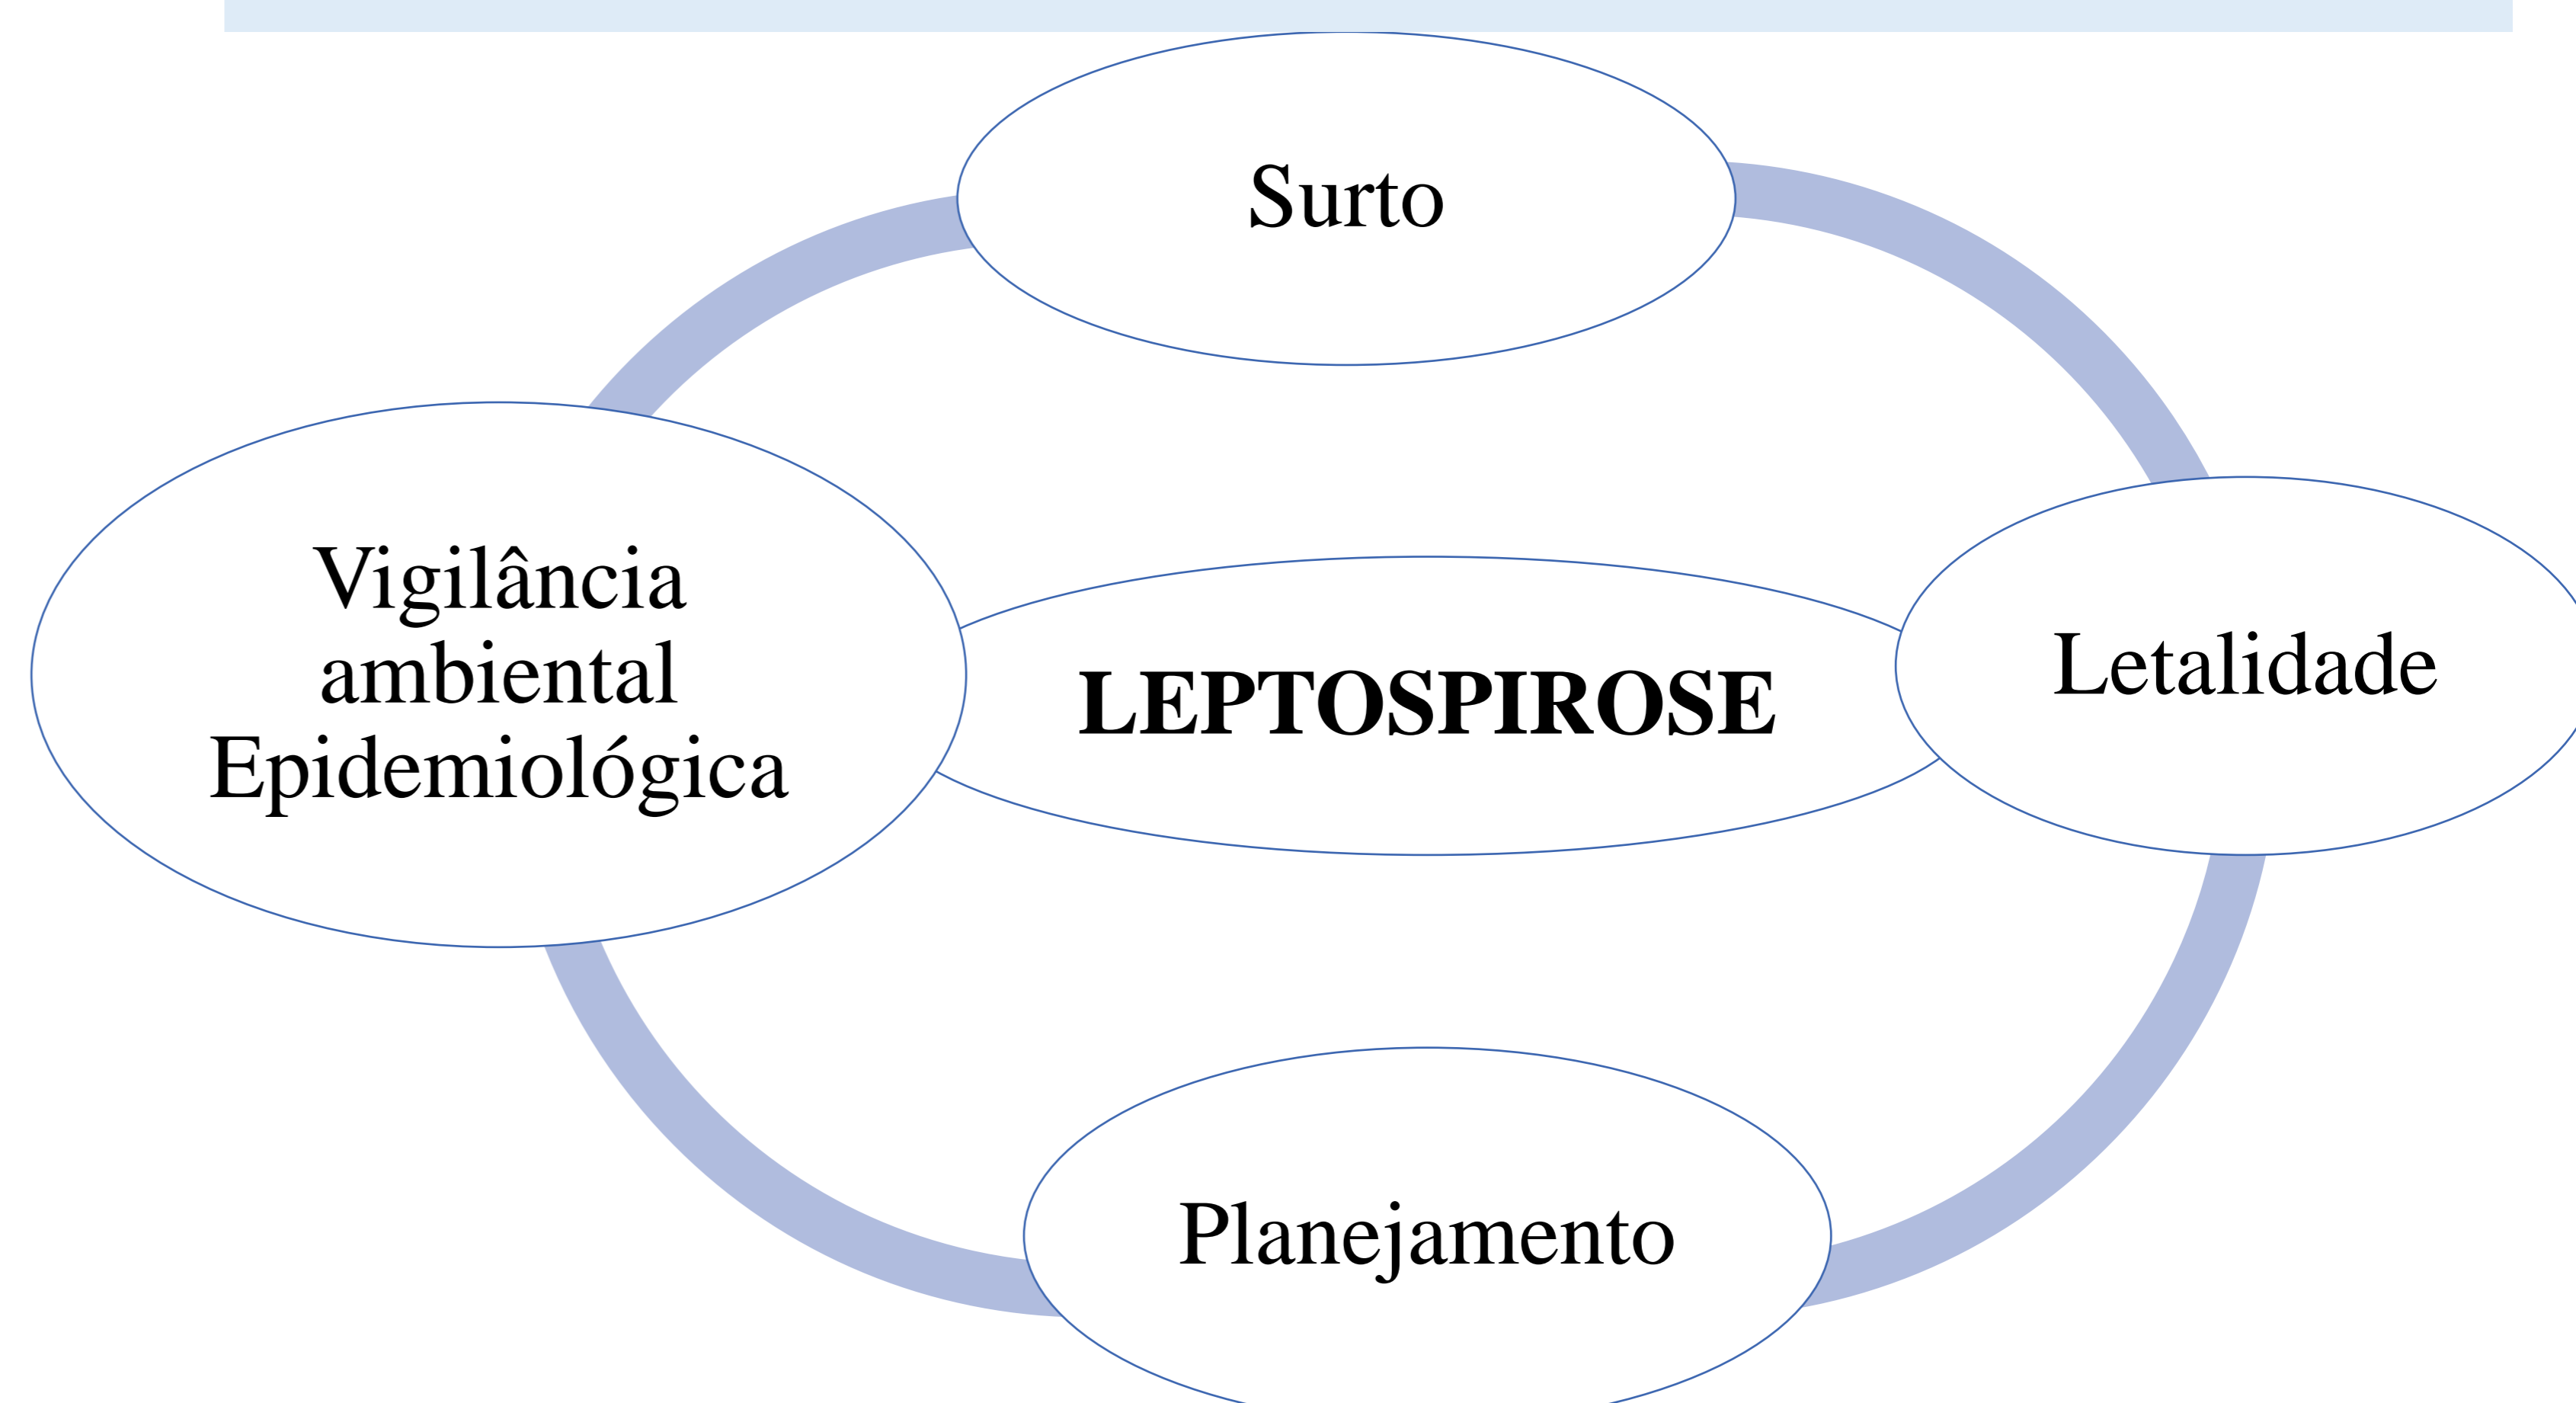 Surto
Vigilância
ambiental
Epidemiológica
LEPTOSPIROSE
Letalidade
Planejamento